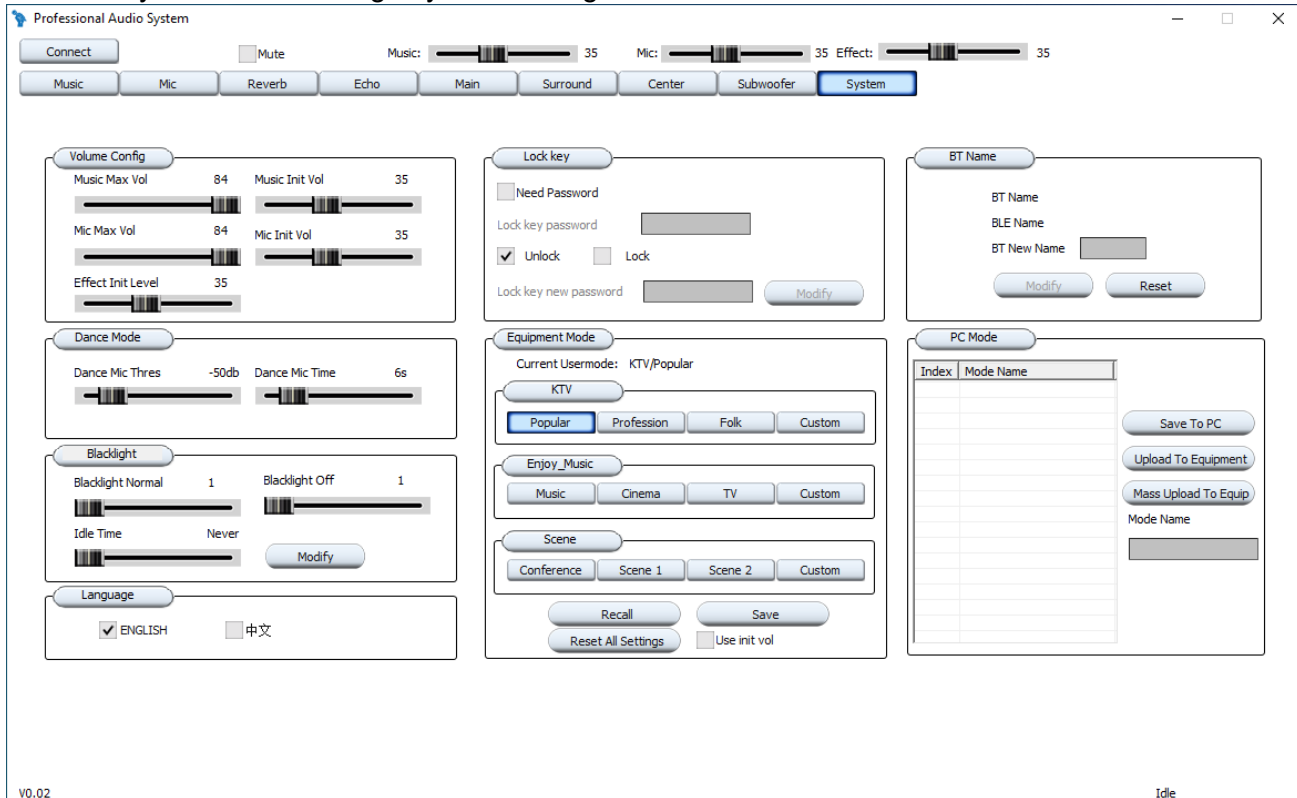 Professional Audio System
Connect Mute Music: 35 Mic: 35 Effect: 35
Music Mic Reverb Echo Main Surround Center Subwoofer System
Volume Config
Music Max Vol 84 Music Init Vol 35
Mic Max Vol 84 Mic Init Vol 35
Effect Init Level 35
Dance Mode
Dance Mic Thres -50db Dance Mic Time 6s
Blacklight
Blacklight Normal 1 Blacklight Off 1
Idle Time Never
Modify
Language
ENGLISH 中文
Lock key
Need Password
Lock key password
Unlock Lock
Lock key new password Modify
Equipment Mode
Current Usermode: KTV/Popular
KTV
Popular Profession Folk Custom
Enjoy_Music
Music Cinema TV Custom
Scene
Conference Scene 1 Scene 2 Custom
Recall Save
Reset All Settings Use init vol
BT Name
BT Name
BLE Name
BT New Name
Modify Reset
PC Mode
Index Mode Name
Save To PC
Upload To Equipment
Mass Upload To Equip
Mode Name
V0.02 Idle